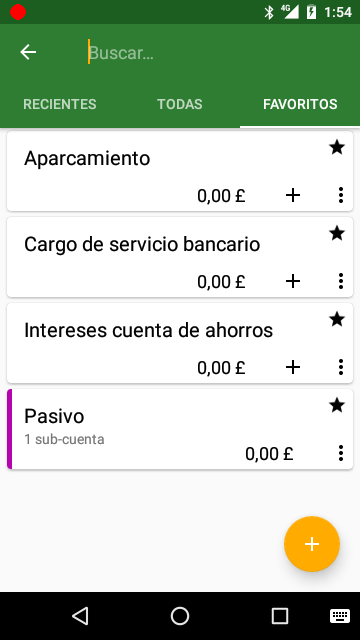 4G
1:54
Buscar...
RECIENTES
TODAS
FAVORITOS
Aparcamiento
0,00 £
Cargo de servicio bancario
0,00 £
Intereses cuenta de ahorros
0,00 £
Pasivo
1 sub-cuenta
0,00 £